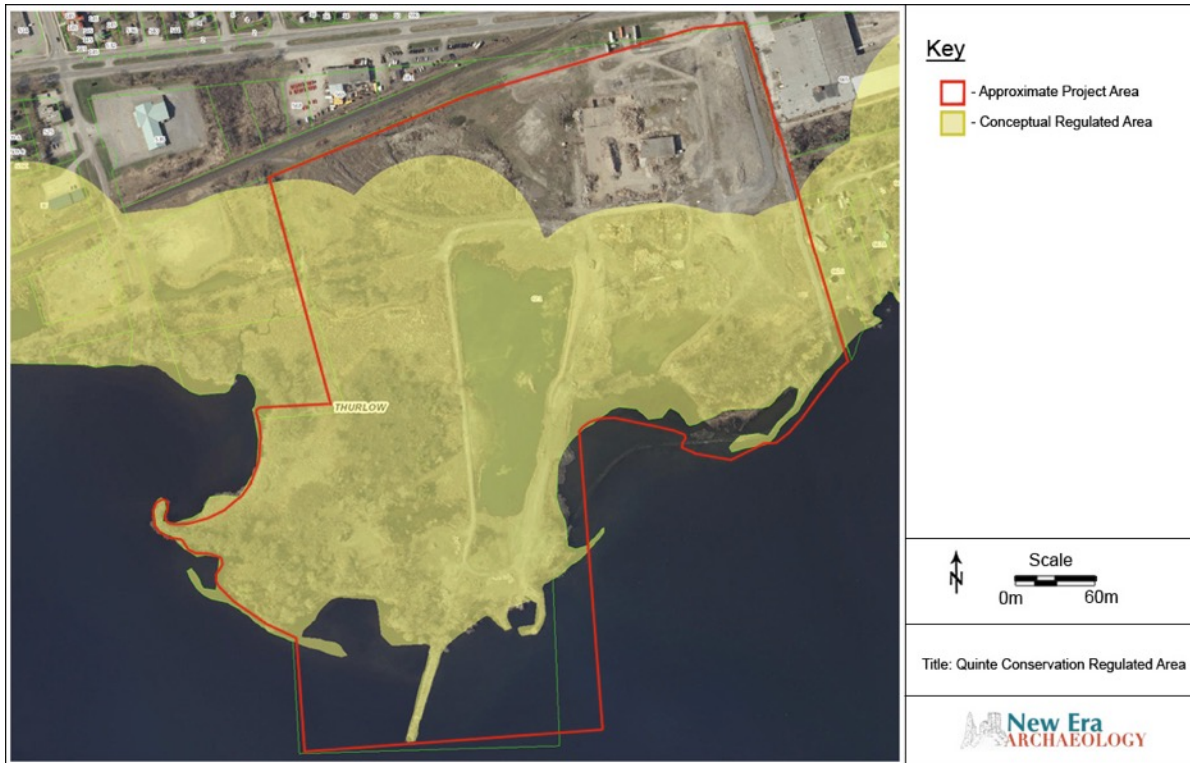 THURLOW
Key
- Approximate Project Area
- Conceptual Regulated Area
N
Scale
0m 60m
Title: Quinte Conservation Regulated Area
New Era
ARCHAEOLOGY